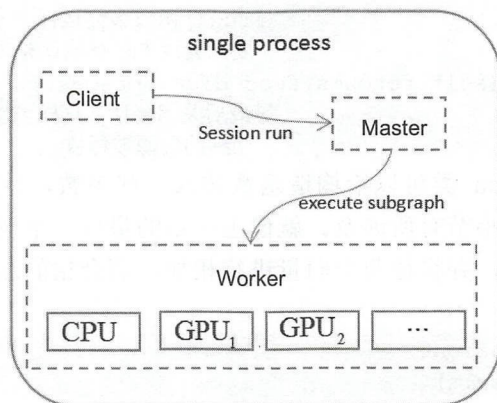 single process
Client
Session run
Master
execute subgraph
Worker
CPU GPU₁ GPU₂ ...